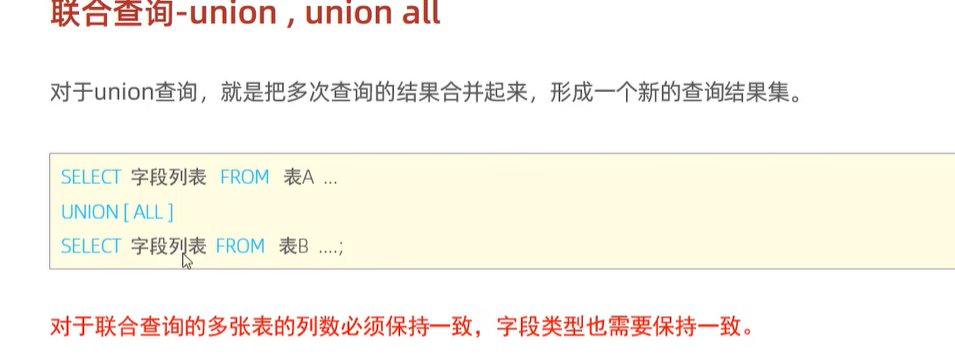 联合查询-union , union all
对于union查询，就是把多次查询的结果合并起来，形成一个新的查询结果集。
SELECT 字段列表 FROM 表A ...
UNION [ ALL ]
SELECT 字段列表 FROM 表B ....;
对于联合查询的多张表的列数必须保持一致，字段类型也需要保持一致。